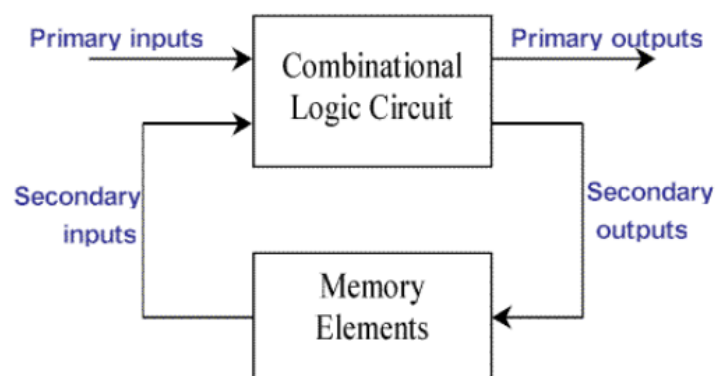 Primary inputs
Primary outputs
Combinational
Logic Circuit
Secondary
inputs
Secondary
outputs
Memory
Elements